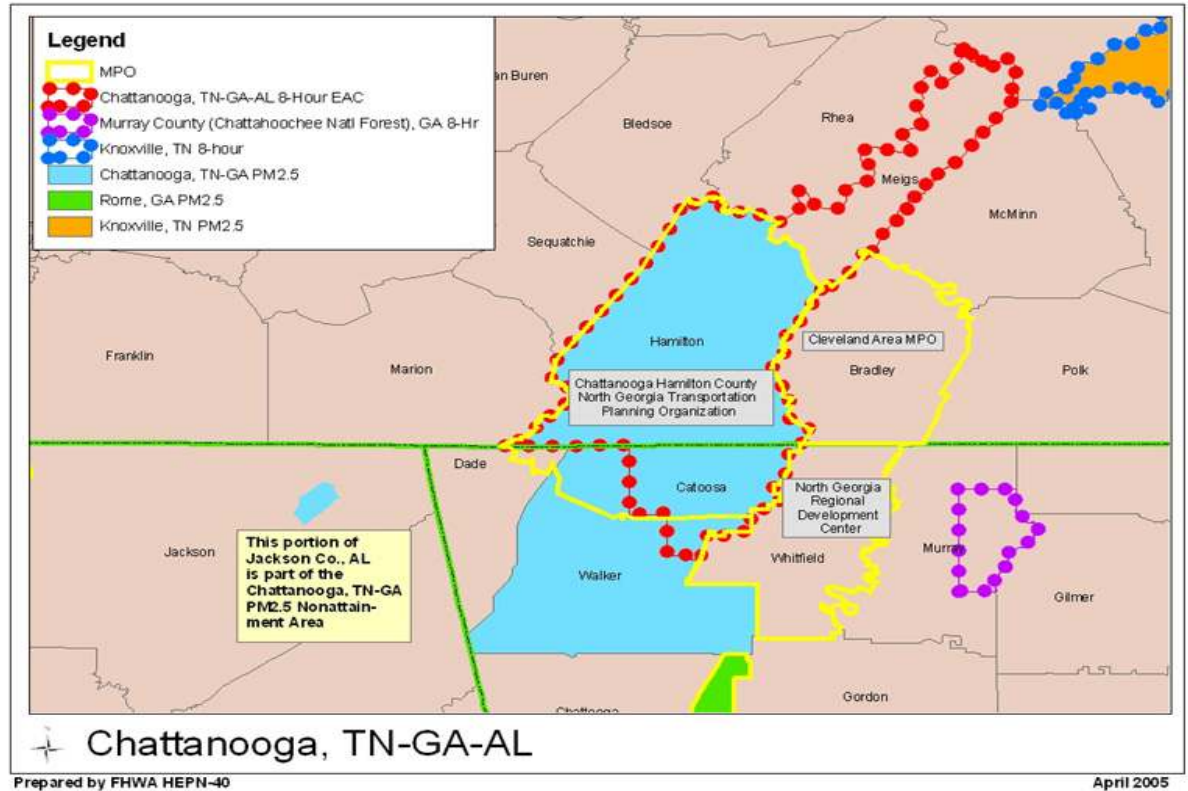 Legend
MPO
Chattanooga, TN-GA-AL 8-Hour EAC
Murray County (Chattahoochee Natl Forest), GA 8-Hr
Knoxville, TN 8-hour
Chattanooga, TN-GA PM2.5
Rome, GA PM2.5
Knoxville, TN PM2.5
an Buren
Bledsoe
Rhea
Meigs
McMinn
Sequatchie
Hamilton
Cleveland Area MPO
Franklin
Marion
Bradley
Polk
Chattanooga Hamilton County
North Georgia Transportation
Planning Organization
Dade
Catoosa
North Georgia
Regional
Development
Center
This portion of
Jackson Co., AL
is part of the
Chattanooga, TN-GA
PM2.5 Nonattain-
ment Area
Jackson
Walker
Whitfield
Murray
Gilmer
Gordon
Chattooga
Chattanooga, TN-GA-AL
Prepared by FHWA HEPN-40
April 2005